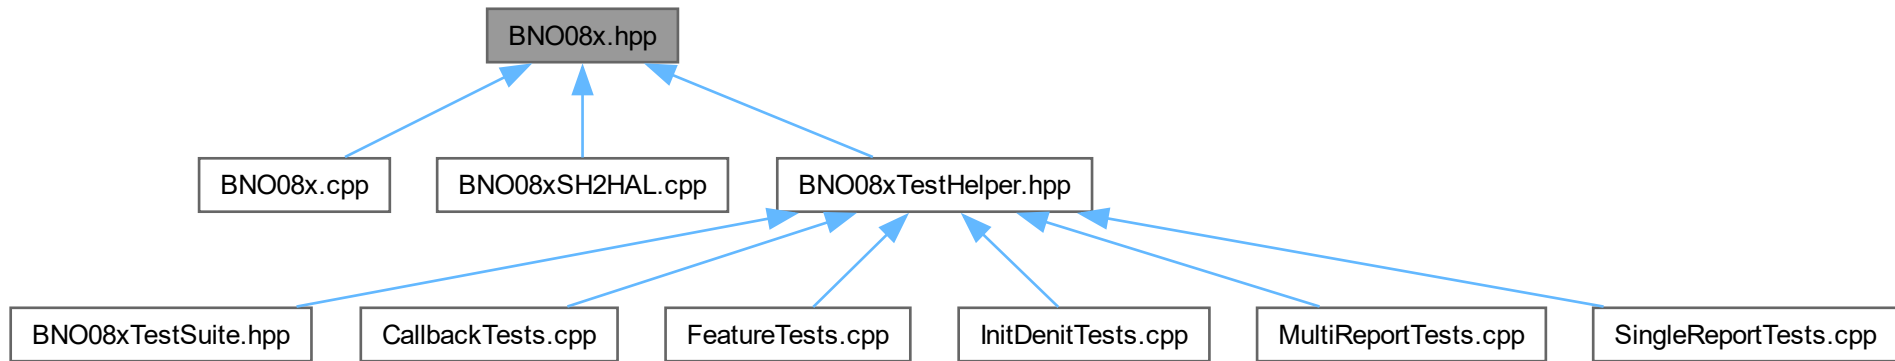 BNO08x.hpp
BNO08x.cpp
BNO08xSH2HAL.cpp
BNO08xTestHelper.hpp
BNO08xTestSuite.hpp
CallbackTests.cpp
FeatureTests.cpp
InitDenitTests.cpp
MultiReportTests.cpp
SingleReportTests.cpp